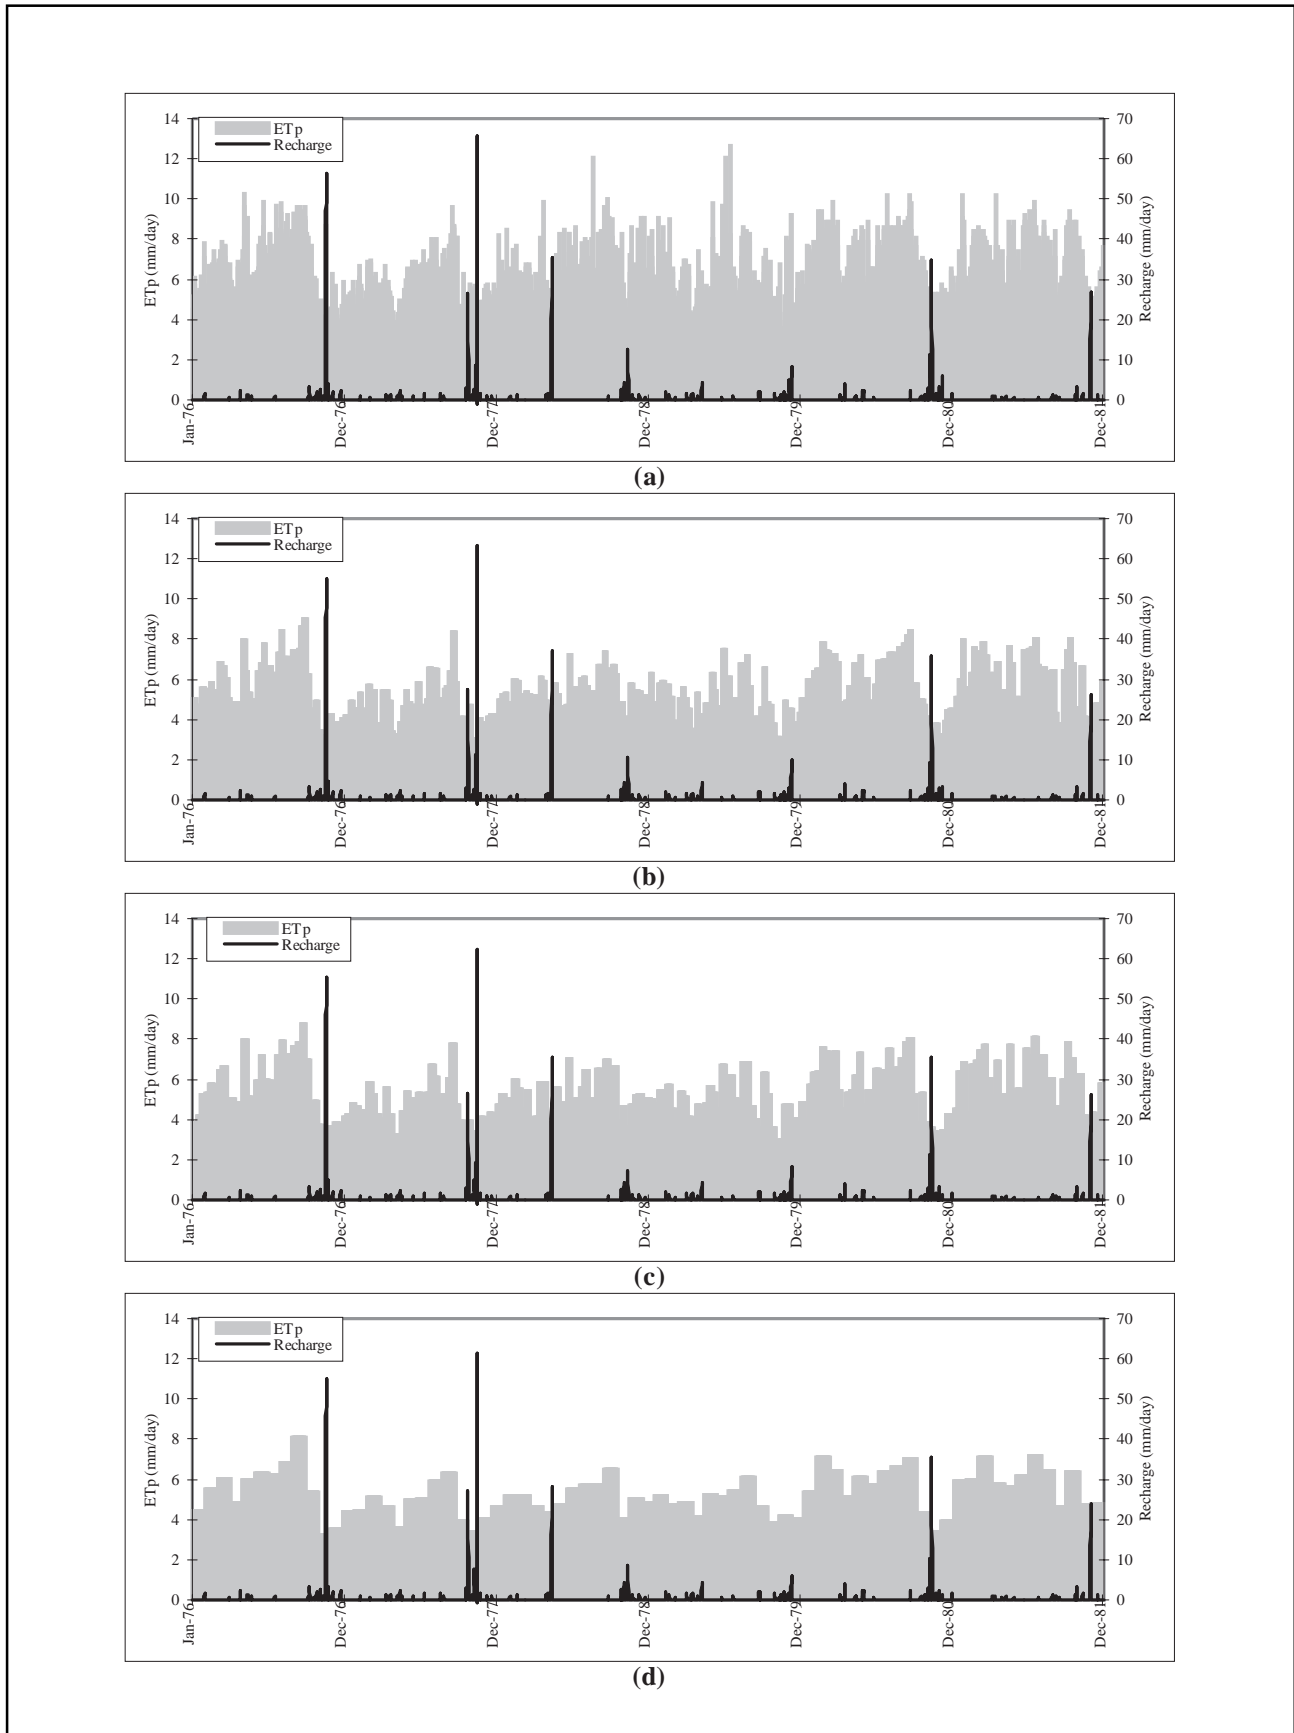 14 70
ETp
Recharge
12 60
10 50
8 40
6 30
4 20
2 10
0 0
ETp (mm/day)
Recharge (mm/day)
Jan-76 Dec-76 Dec-77 Dec-78 Dec-79 Dec-80 Dec-81
(a)
14 70
ETp
Recharge
12 60
10 50
8 40
6 30
4 20
2 10
0 0
ETp (mm/day)
Recharge (mm/day)
Jan-76 Dec-76 Dec-77 Dec-78 Dec-79 Dec-80 Dec-81
(b)
14 70
ETp
Recharge
12 60
10 50
8 40
6 30
4 20
2 10
0 0
ETp (mm/day)
Recharge (mm/day)
Jan-76 Dec-76 Dec-77 Dec-78 Dec-79 Dec-80 Dec-81
(c)
14 70
ETp
Recharge
12 60
10 50
8 40
6 30
4 20
2 10
0 0
ETp (mm/day)
Recharge (mm/day)
Jan-76 Dec-76 Dec-77 Dec-78 Dec-79 Dec-80 Dec-81
(d)